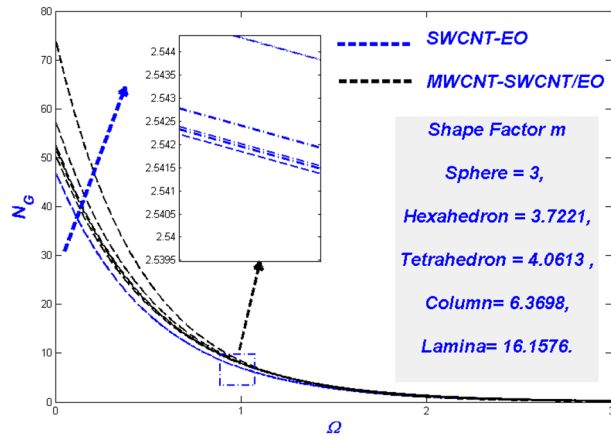 SWCNT-EO
MWCNT-SWCNT/EO
Shape Factor m
Sphere = 3,
Hexahedron = 3.7221,
Tetrahedron = 4.0613 ,
Column= 6.3698,
Lamina= 16.1576.
2.544
2.5435
2.543
2.5425
2.542
2.5415
2.541
2.5405
2.54
2.5395
N_G
80
70
60
50
40
30
20
10
0
0 1 2 3
Ω